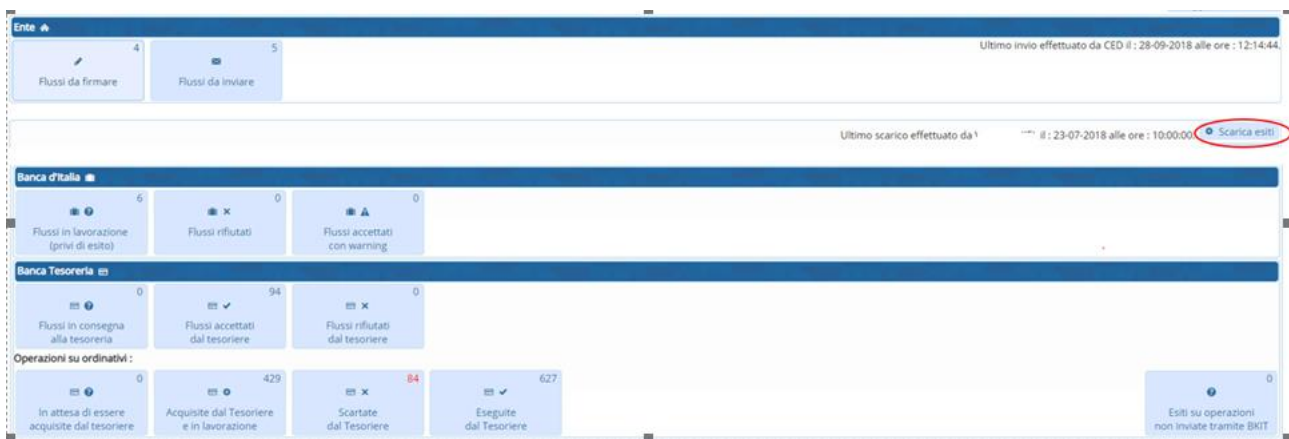 Ente
Ultimo invio effettuato da CED il : 28-09-2018 alle ore : 12:14:44.
4
Flussi da firmare
5
Flussi da inviare
Ultimo scarico effettuato da il : 23-07-2018 alle ore : 10:00:00.
Scarica esiti
Banca d'Italia
6
Flussi in lavorazione
(privi di esito)
0
Flussi rifiutati
0
Flussi accettati
con warning
Banca Tesoreria
0
Flussi in consegna
alla tesoreria
94
Flussi accettati
dal tesoriere
0
Flussi rifiutati
dal tesoriere
Operazioni su ordinativi :
0
In attesa di essere
acquisite dal tesoriere
429
Acquisite dal Tesoriere
e in lavorazione
84
Scartate
dal Tesoriere
627
Eseguite
dal Tesoriere
0
Esiti su operazioni
non inviate tramite BKIT